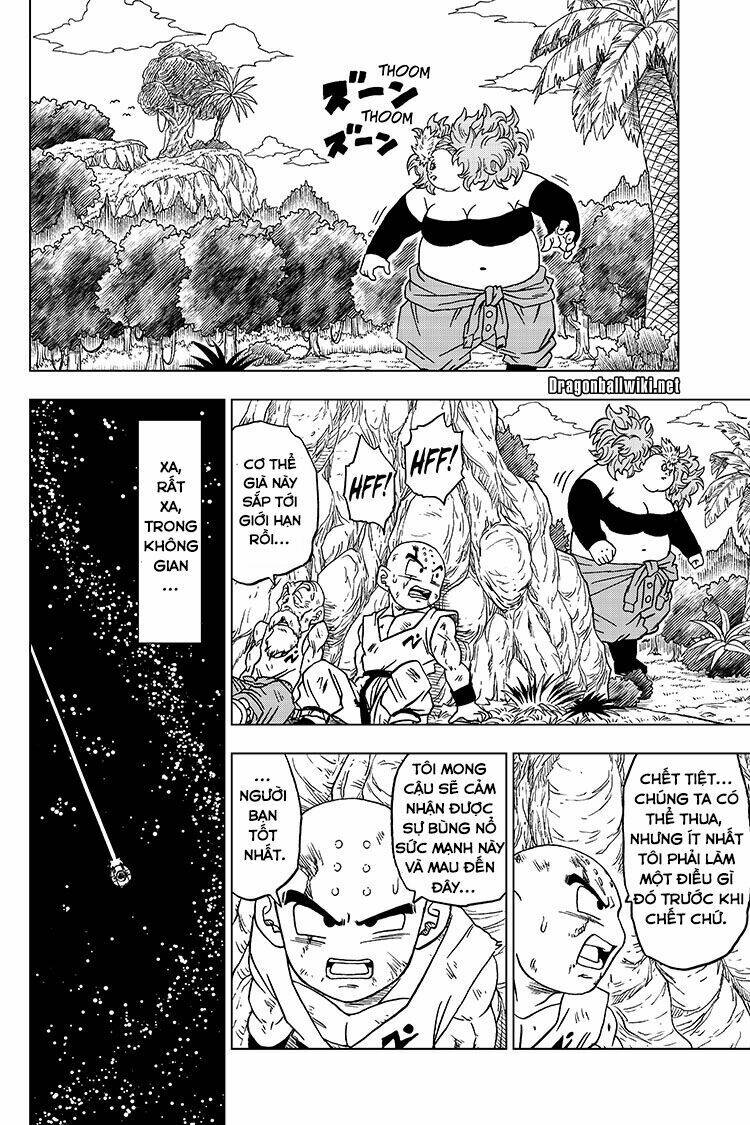 THOOM
ズーン
THOOM
ズーン
Dragonballwiki.net
HFF!
HFF!
CƠ THỂ
GIÀ NÀY
SẮP TỚI
GIỚI HẠN
RỒI...
CHẾT TIỆT...
CHÚNG TA CÓ
THỂ THUA,
NHƯNG ÍT NHẤT
TÔI PHẢI LÀM
MỘT ĐIỀU GÌ
ĐÓ TRƯỚC KHI
CHẾT CHỨ.
TÔI MONG
CẬU SẼ CẢM
NHẬN ĐƯỢC
SỰ BÙNG NỔ
SỨC MẠNH NÀY
VÀ MAU ĐẾN
ĐÂY...
...
NGƯỜI
BẠN
TỐT
NHẤT.
XA,
RẤT
XA,
TRONG
KHÔNG
GIAN
...